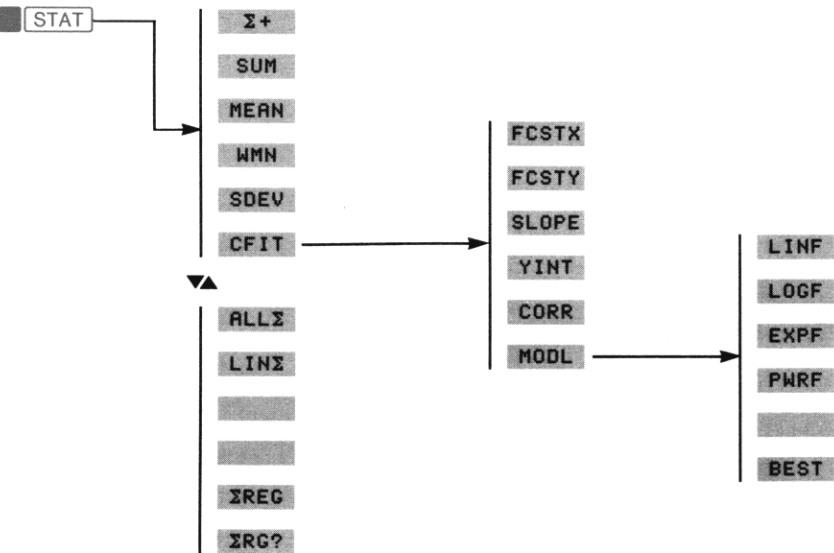 STAT
Σ+
SUM
MEAN
WMN
SDEV
CFIT
ALLΣ
LINΣ
ΣREG
ΣRG?
FCSTX
FCSTY
SLOPE
YINT
CORR
MODL
LINF
LOGF
EXPF
PWRF
BEST